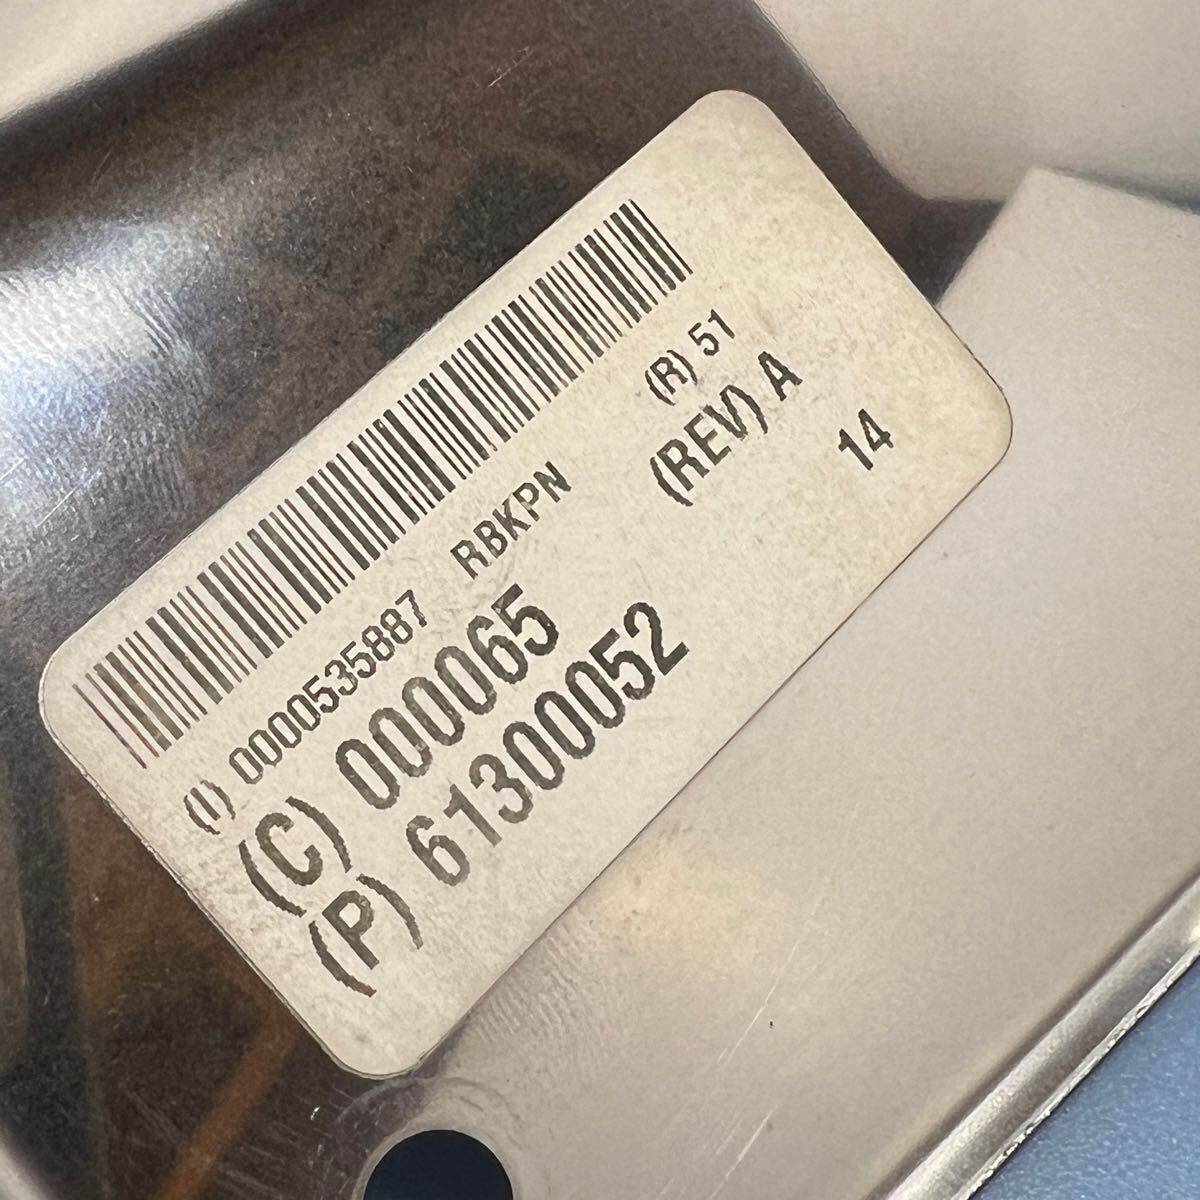 (I) 0000535887 RBKPN (R) 51
(C) 000065 (REV) A
(P) 61300052 14